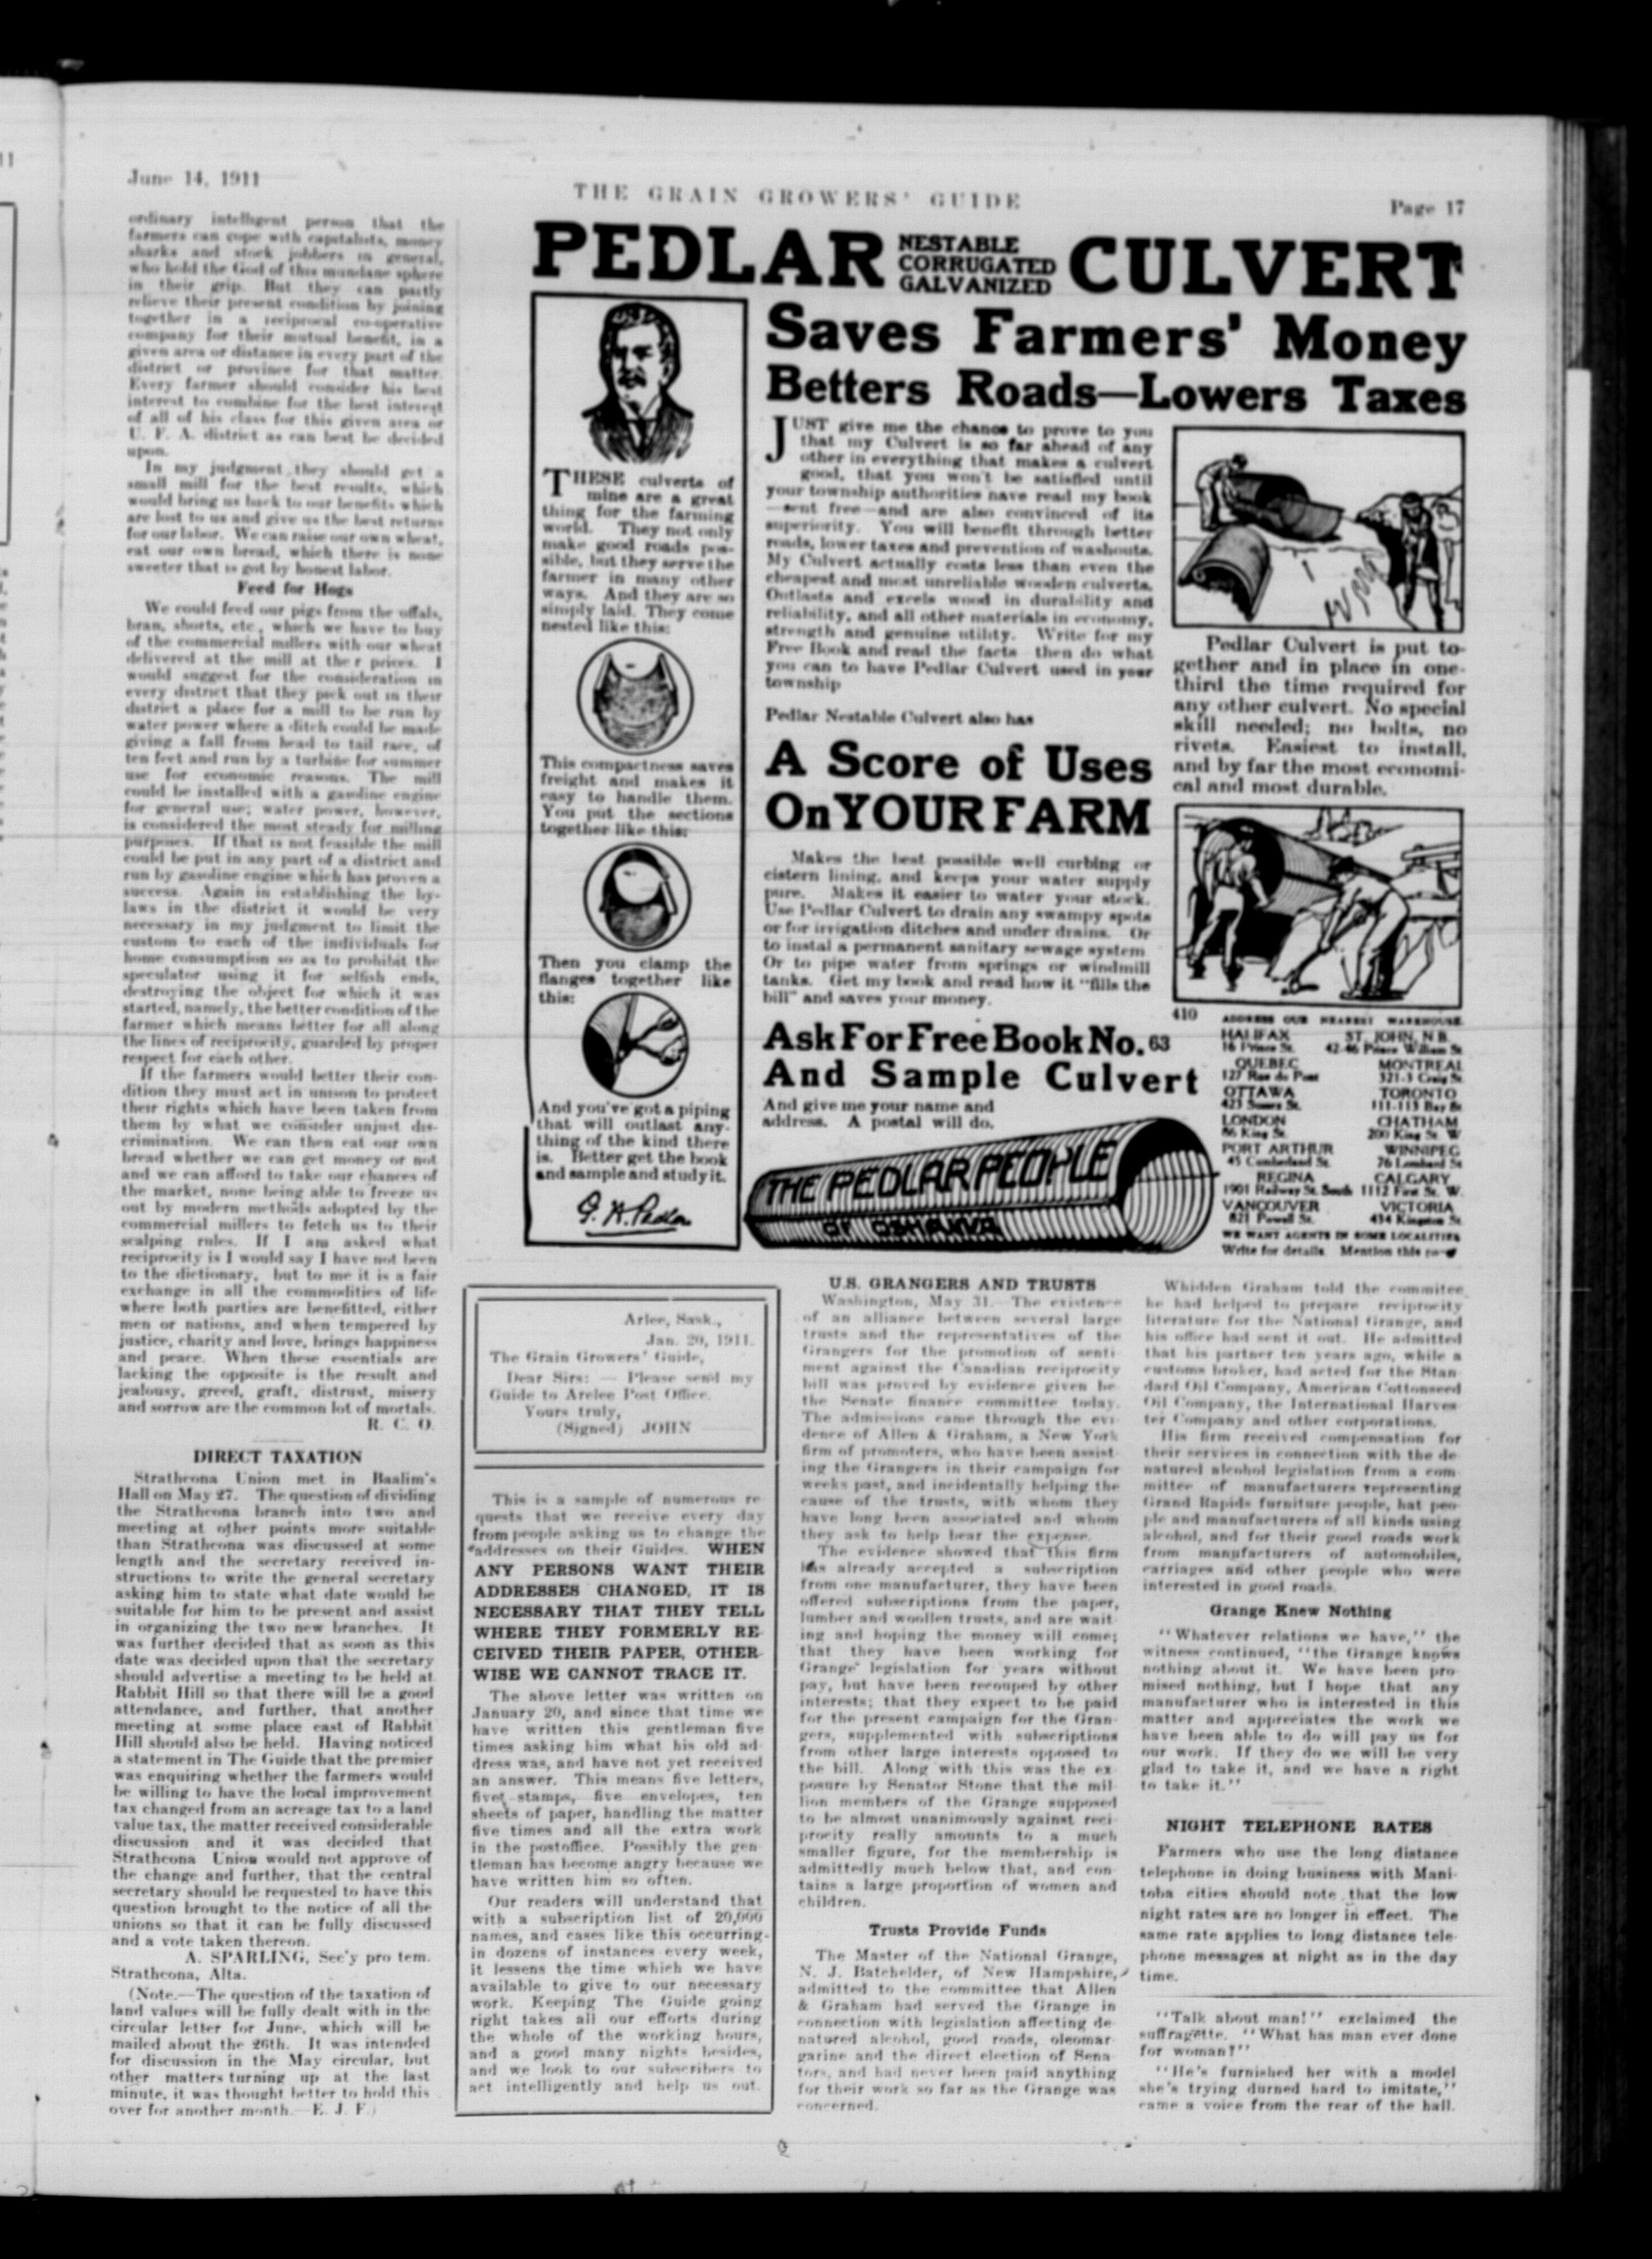 June 14, 1911
THE GRAIN GROWERS' GUIDE
Page 17
ordinary intelligent person that the
farmers can cope with capitalists, money
sharks and stock jobbers in general,
who hold the God of this mundane sphere
in their grip. But they can partly
relieve their present condition by joining
together in a reciprocal co-operative
company for their mutual benefit, in a
given area or distance in every part of the
district or province for that matter.
Every farmer should consider his best
interest to combine for the best interest
of all of his class for this given area or
U. F. A. district as can best be decided
upon.
In my judgment they should get a
small mill for the best results, which
would bring us back to our benefits which
are lost to us and give us the best returns
for our labor. We can raise our own wheat,
eat our own bread, which there is none
sweeter that is got by honest labor.
Feed for Hogs
We could feed our pigs from the offals,
bran, shorts, etc., which we have to buy
of the commercial millers with our wheat
delivered at the mill at the r prices. I
would suggest for the consideration in
every district that they pick out in their
district a place for a mill to be run by
water power where a ditch could be made
giving a fall from head to tail race, of
ten feet and run by a turbine for summer
use for economic reasons. The mill
could be installed with a gasoline engine
for general use; water power, however,
is considered the most steady for milling
purposes. If that is not feasible the mill
could be put in any part of a district and
run by gasoline engine which has proven a
success. Again in establishing the by-
laws in the district it would be very
necessary in my judgment to limit the
custom to each of the individuals for
home consumption so as to prohibit the
speculator using it for selfish ends,
destroying the object for which it was
started, namely, the better condition of the
farmer which means better for all along
the lines of reciprocity, guarded by proper
respect for each other.
If the farmers would better their con-
dition they must act in unison to protect
their rights which have been taken from
them by what we consider unjust dis-
crimination. We can then eat our own
bread whether we can get money or not
and we can afford to take our chances of
the market, none being able to freeze us
out by modern methods adopted by the
commercial millers to fetch us to their
scalping rules. If I am asked what
reciprocity is I would say I have not been
to the dictionary, but to me it is a fair
exchange in all the commodities of life
where both parties are benefitted, either
men or nations, and when tempered by
justice, charity and love, brings happiness
and peace. When these essentials are
lacking the opposite is the result and
jealousy, greed, graft, distrust, misery
and sorrow are the common lot of mortals.
R. C. O.
DIRECT TAXATION
Strathcona Union met in Baalim's
Hall on May 27. The question of dividing
the Strathcona branch into two and
meeting at other points more suitable
than Strathcona was discussed at some
length and the secretary received in-
structions to write the general secretary
asking him to state what date would be
suitable for him to be present and assist
in organizing the two new branches. It
was further decided that as soon as this
date was decided upon that the secretary
should advertise a meeting to be held at
Rabbit Hill so that there will be a good
attendance, and further, that another
meeting at some place east of Rabbit
Hill should also be held. Having noticed
a statement in The Guide that the premier
was enquiring whether the farmers would
be willing to have the local improvement
tax changed from an acreage tax to a land
value tax, the matter received considerable
discussion and it was decided that
Strathcona Union would not approve of
the change and further, that the central
secretary should be requested to have this
question brought to the notice of all the
unions so that it can be fully discussed
and a vote taken thereon.
A. SPARLING, Sec'y pro tem.
Strathcona, Alta.
(Note.—The question of the taxation of
land values will be fully dealt with in the
circular letter for June, which will be
mailed about the 26th. It was intended
for discussion in the May circular, but
other matters turning up at the last
minute, it was thought better to hold this
over for another month.—E. J. F.)
PEDLAR NESTABLE CORRUGATED GALVANIZED CULVERT
Saves Farmers' Money
Betters Roads—Lowers Taxes
THESE culverts of
mine are a great
thing for the farming
world. They not only
make good roads pos-
sible, but they serve the
farmer in many other
ways. And they are so
simply laid. They come
nested like this:
This compactness saves
freight and makes it
easy to handle them.
You put the sections
together like this:
Then you clamp the
flanges together like
this:
And you've got a piping
that will outlast any-
thing of the kind there
is. Better get the book
and sample and study it.
G. H. Pedlar
JUST give me the chance to prove to you
that my Culvert is so far ahead of any
other in everything that makes a culvert
good, that you won't be satisfied until
your township authorities have read my book
—sent free—and are also convinced of its
superiority. You will benefit through better
roads, lower taxes and prevention of washouts.
My Culvert actually costs less than even the
cheapest and most unreliable wooden culverts.
Outlasts and excels wood in durability and
reliability, and all other materials in economy,
strength and genuine utility. Write for my
Free Book and read the facts then do what
you can to have Pedlar Culvert used in your
township
Pedlar Nestable Culvert also has
A Score of Uses
On YOUR FARM
Makes the best possible well curbing or
cistern lining, and keeps your water supply
pure. Makes it easier to water your stock.
Use Pedlar Culvert to drain any swampy spots
or for irrigation ditches and under drains. Or
to instal a permanent sanitary sewage system
Or to pipe water from springs or windmill
tanks. Get my book and read how it "fills the
bill" and saves your money.
Ask For Free Book No. 63
And Sample Culvert
And give me your name and
address. A postal will do.
THE PEDLAR PEOPLE
OF OSHAWA
Pedlar Culvert is put to-
gether and in place in one-
third the time required for
any other culvert. No special
skill needed; no bolts, no
rivets. Easiest to install,
and by far the most economi-
cal and most durable.
410 ADDRESS OUR NEAREST WAREHOUSE
HALIFAX ST. JOHN, N.B.
16 Prince St. 42-46 Prince William St.
QUEBEC MONTREAL
127 Rue du Pont 321-3 Craig St.
OTTAWA TORONTO
423 Sussex St. 111-113 Bay St.
LONDON CHATHAM
86 King St. 200 King St. W
PORT ARTHUR WINNIPEG
45 Cumberland St. 76 Lombard St
REGINA CALGARY
1901 Railway St. South 1112 First St. W.
VANCOUVER VICTORIA
821 Powell St. 434 Kingston St.
WE WANT AGENTS IN SOME LOCALITIES
Write for details. Mention this
Arlee, Sask.,
Jan. 20, 1911.
The Grain Growers' Guide,
Dear Sirs: — Please send my
Guide to Arelee Post Office.
Yours truly,
(Signed) JOHN ———
This is a sample of numerous re
quests that we receive every day
from people asking us to change the
addresses on their Guides. WHEN
ANY PERSONS WANT THEIR
ADDRESSES CHANGED, IT IS
NECESSARY THAT THEY TELL
WHERE THEY FORMERLY RE
CEIVED THEIR PAPER, OTHER-
WISE WE CANNOT TRACE IT.
The above letter was written on
January 20, and since that time we
have written this gentleman five
times asking him what his old ad
dress was, and have not yet received
an answer. This means five letters,
five stamps, five envelopes, ten
sheets of paper, handling the matter
five times and all the extra work
in the postoffice. Possibly the gen
tleman has become angry because we
have written him so often.
Our readers will understand that
with a subscription list of 20,000
names, and cases like this occurring
in dozens of instances every week,
it lessens the time which we have
available to give to our necessary
work. Keeping The Guide going
right takes all our efforts during
the whole of the working hours,
and a good many nights besides,
and we look to our subscribers to
act intelligently and help us out.
U.S. GRANGERS AND TRUSTS
Washington, May 31.—The existence
of an alliance between several large
trusts and the representatives of the
Grangers for the promotion of senti
ment against the Canadian reciprocity
bill was proved by evidence given be
the Senate finance committee today.
The admissions came through the evi
dence of Allen & Graham, a New York
firm of promoters, who have been assist
ing the Grangers in their campaign for
weeks past, and incidentally helping the
cause of the trusts, with whom they
have long been associated and whom
they ask to help bear the expense.
The evidence showed that this firm
has already accepted a subscription
from one manufacturer, they have been
offered subscriptions from the paper,
lumber and woollen trusts, and are wait
ing and hoping the money will come;
that they have been working for
Grange legislation for years without
pay, but have been recouped by other
interests; that they expect to be paid
for the present campaign for the Gran
gers, supplemented with subscriptions
from other large interests opposed to
the bill. Along with this was the ex
posure by Senator Stone that the mil
lion members of the Grange supposed
to be almost unanimously against reci
procity really amounts to a much
smaller figure, for the membership is
admittedly much below that, and con
tains a large proportion of women and
children.
Trusts Provide Funds
The Master of the National Grange,
N. J. Batchelder, of New Hampshire,
admitted to the committee that Allen
& Graham had served the Grange in
connection with legislation affecting de
natured alcohol, good roads, oleomar
garine and the direct election of Sena
tors, and had never been paid anything
for their work so far as the Grange was
concerned.
Whidden Graham told the commitee
he had helped to prepare reciprocity
literature for the National Grange, and
his office had sent it out. He admitted
that his partner ten years ago, while a
customs broker, had acted for the Stan
dard Oil Company, American Cottonseed
Oil Company, the International Harves
ter Company and other corporations.
His firm received compensation for
their services in connection with the de
natured alcohol legislation from a com
mittee of manufacturers representing
Grand Rapids furniture people, hat peo
ple and manufacturers of all kinds using
alcohol, and for their good roads work
from manufacturers of automobiles,
carriages and other people who were
interested in good roads.
Grange Knew Nothing
"Whatever relations we have," the
witness continued, "the Grange knows
nothing about it. We have been pro
mised nothing, but I hope that any
manufacturer who is interested in this
matter and appreciates the work we
have been able to do will pay us for
our work. If they do we will be very
glad to take it, and we have a right
to take it."
NIGHT TELEPHONE RATES
Farmers who use the long distance
telephone in doing business with Mani-
toba cities should note that the low
night rates are no longer in effect. The
same rate applies to long distance tele-
phone messages at night as in the day
time.
"Talk about man!" exclaimed the
suffragette. "What has man ever done
for woman?"
"He's furnished her with a model
she's trying durned hard to imitate,"
came a voice from the rear of the hall.